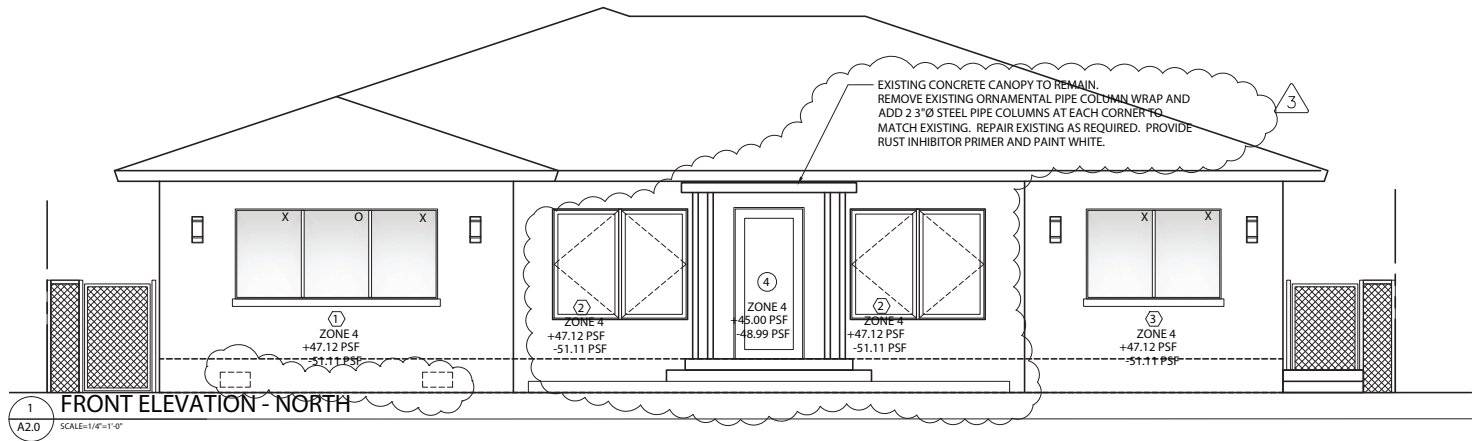 EXISTING CONCRETE CANOPY TO REMAIN.
REMOVE EXISTING ORNAMENTAL PIPE COLUMN WRAP AND
ADD 2 3"Ø STEEL PIPE COLUMNS AT EACH CORNER TO
MATCH EXISTING. REPAIR EXISTING AS REQUIRED. PROVIDE
RUST INHIBITOR PRIMER AND PAINT WHITE.
3
X O X
X X
1
ZONE 4
+47.12 PSF
-51.11 PSF
2
ZONE 4
+47.12 PSF
-51.11 PSF
4
ZONE 4
+45.00 PSF
-48.99 PSF
2
ZONE 4
+47.12 PSF
-51.11 PSF
3
ZONE 4
+47.12 PSF
-51.11 PSF
1
A2.0
FRONT ELEVATION - NORTH
SCALE=1/4"=1'-0"